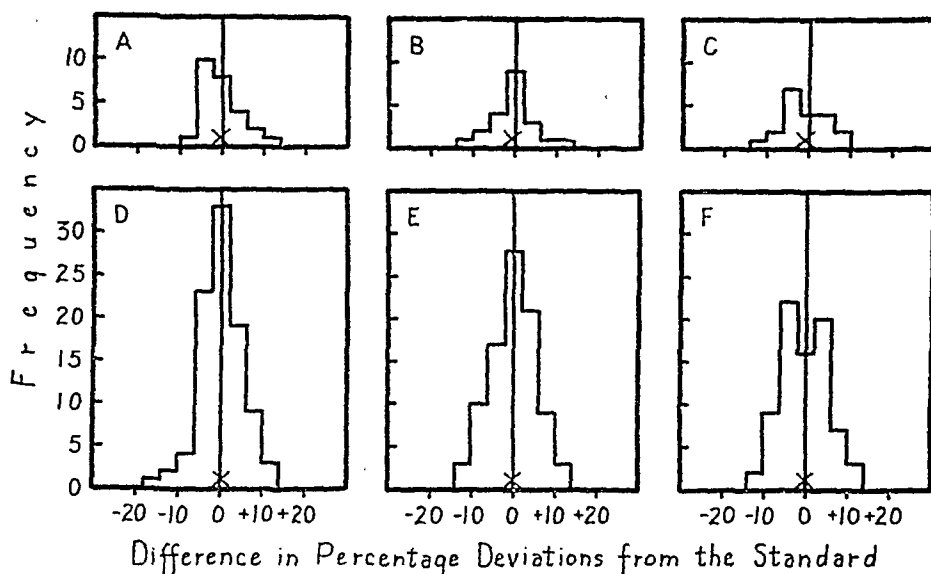 A
B
C
10
5
0
D
E
F
30
25
20
15
10
5
0
-20 -10 0 +10 +20
-20 -10 0 +10 +20
-20 -10 0 +10 +20
Frequency
Difference in Percentage Deviations from the Standard